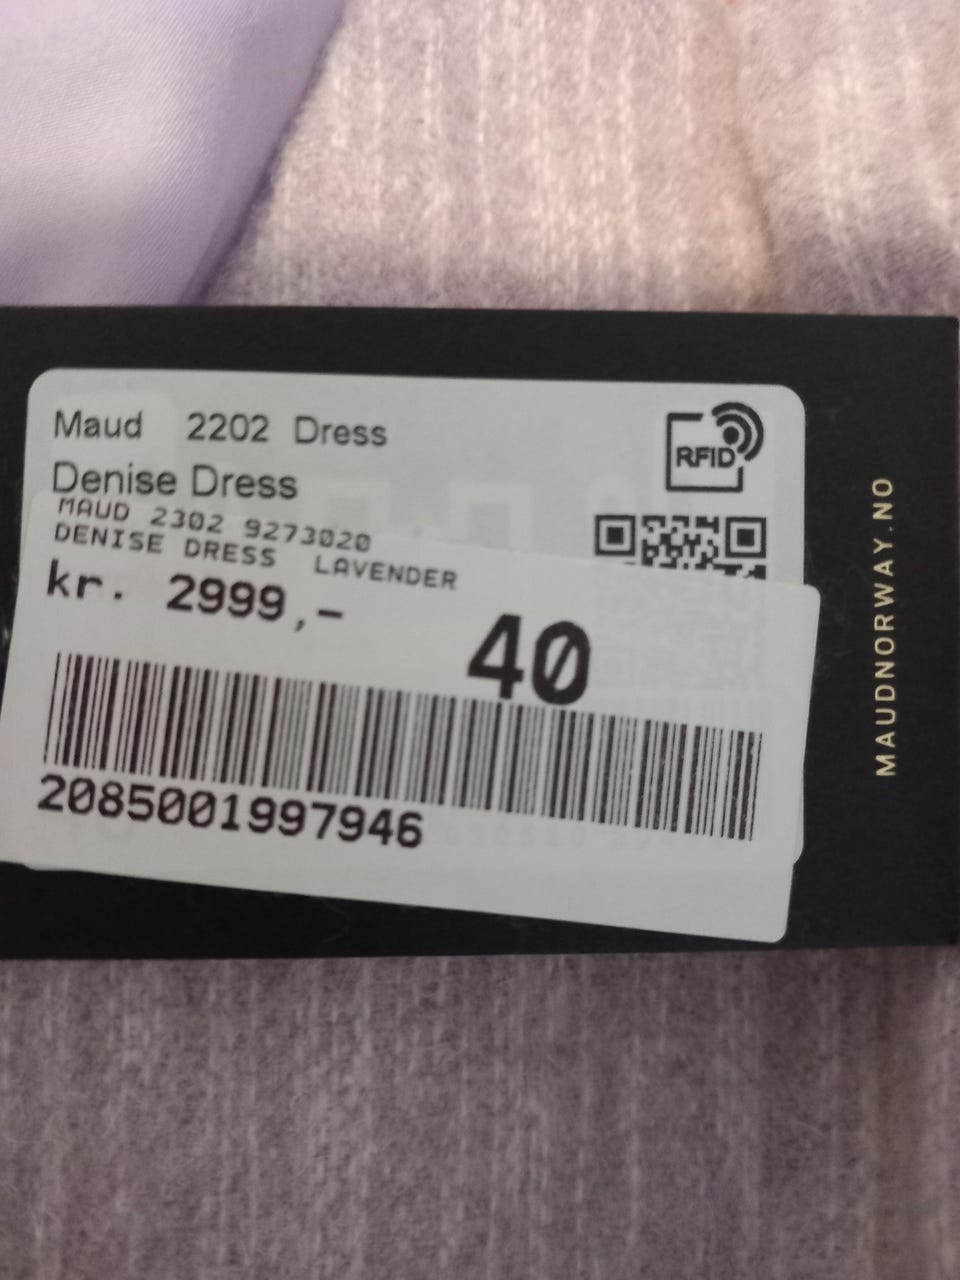 Maud 2202 Dress
Denise Dress
MAUD 2302 9273020
DENISE DRESS LAVENDER
kr. 2999,-
40
2085001997946
RFID
MAUDNORWAY.NO